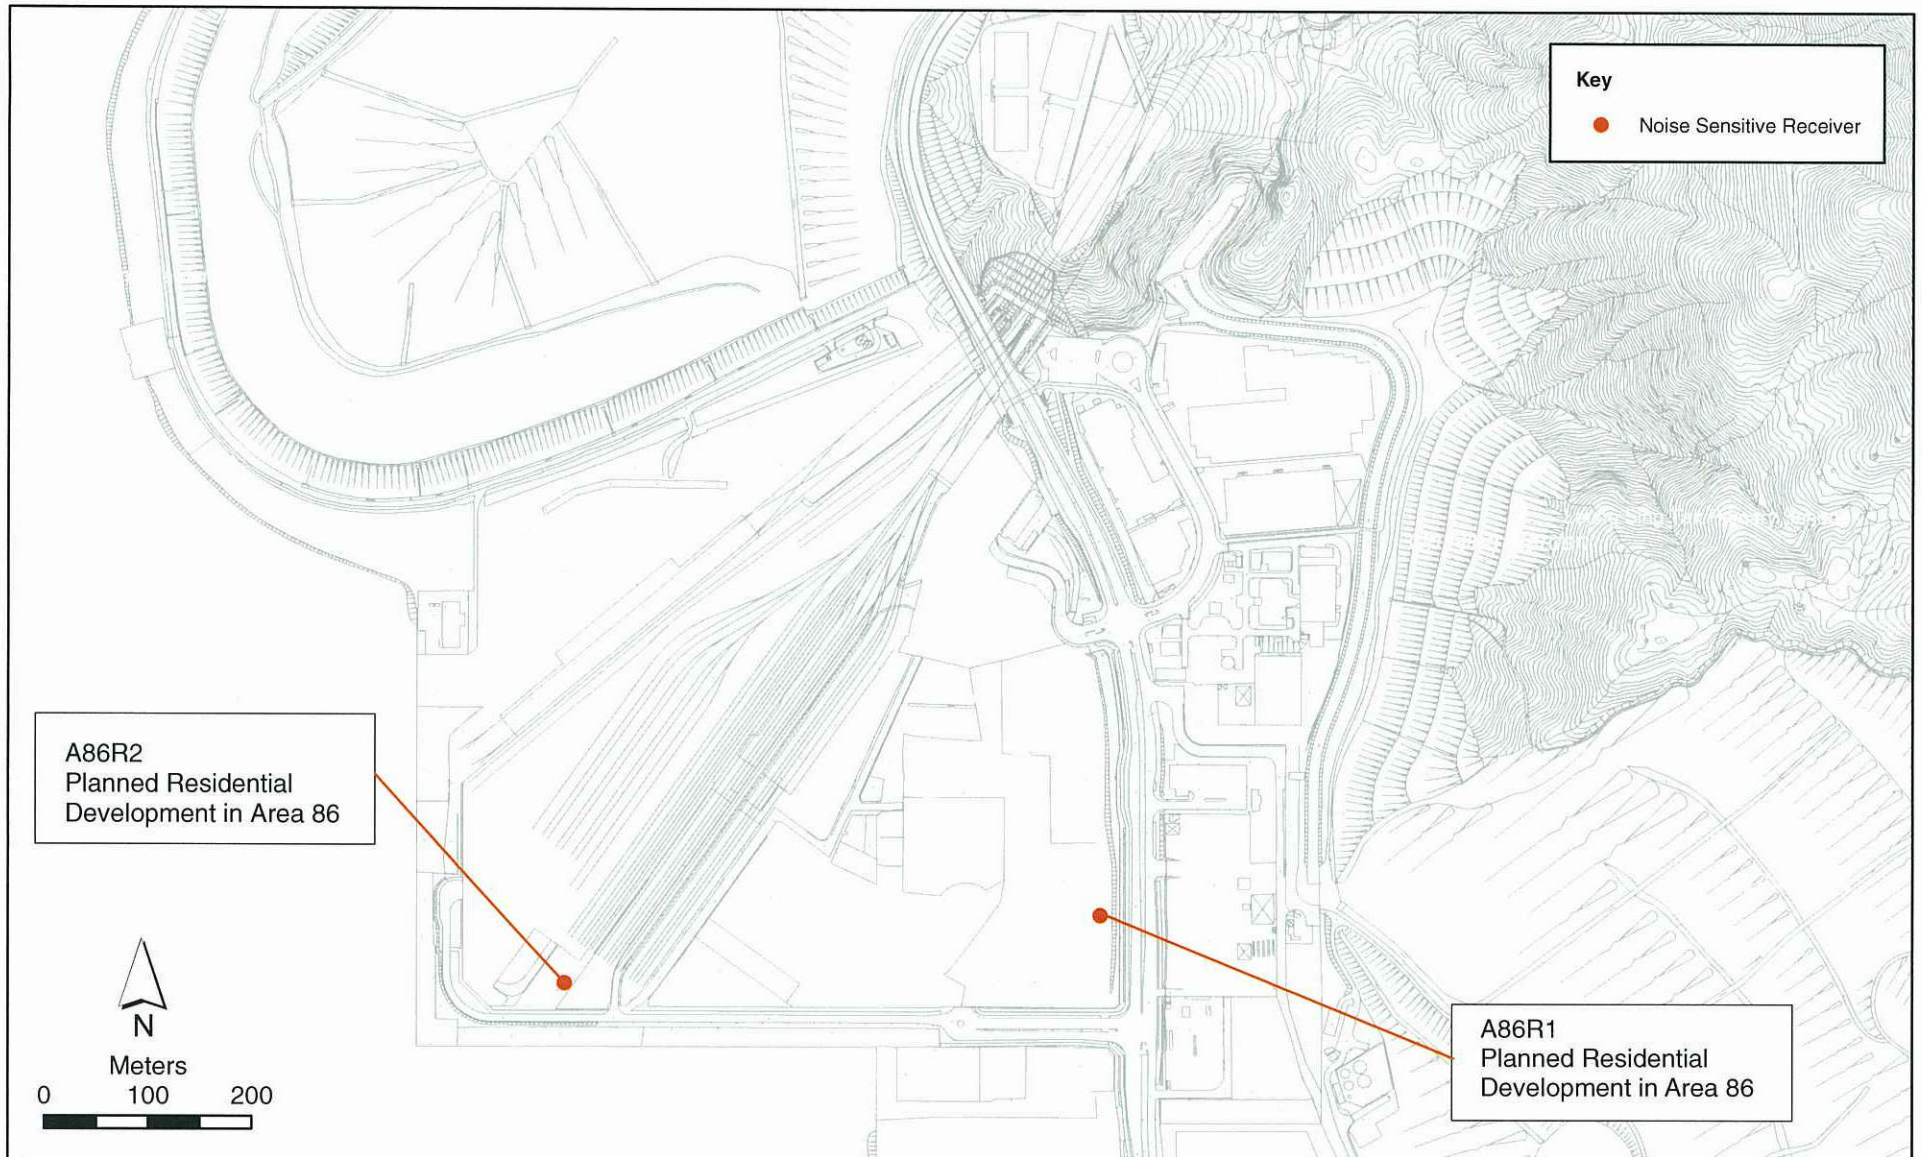 Key
Noise Sensitive Receiver
A86R2
Planned Residential
Development in Area 86
N
Meters
0 100 200
A86R1
Planned Residential
Development in Area 86